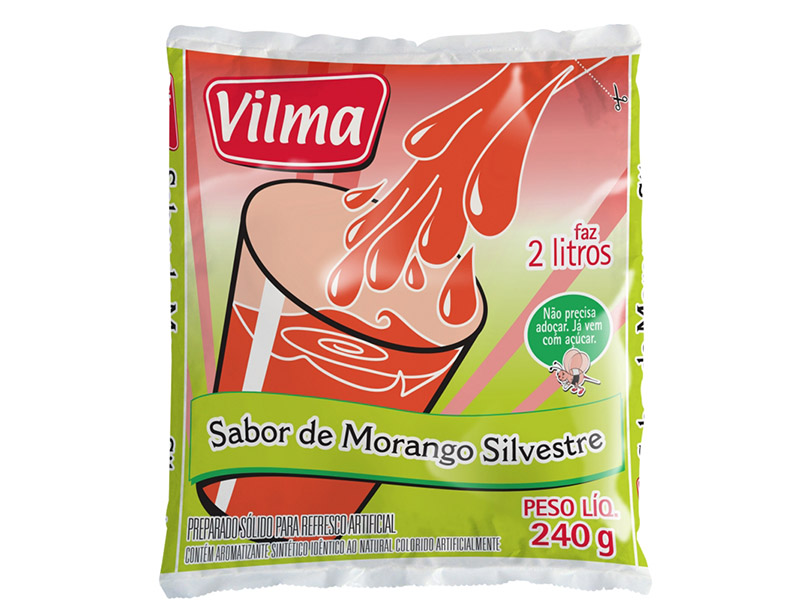 Vilma
faz
2 litros
Não precisa
adoçar. Já vem
com açúcar.
Sabor de Morango Silvestre
PESO LÍQ.
240 g
PREPARADO SÓLIDO PARA REFRESCO ARTIFICIAL
CONTÉM AROMATIZANTE SINTÉTICO IDÊNTICO AO NATURAL COLORIDO ARTIFICIALMENTE